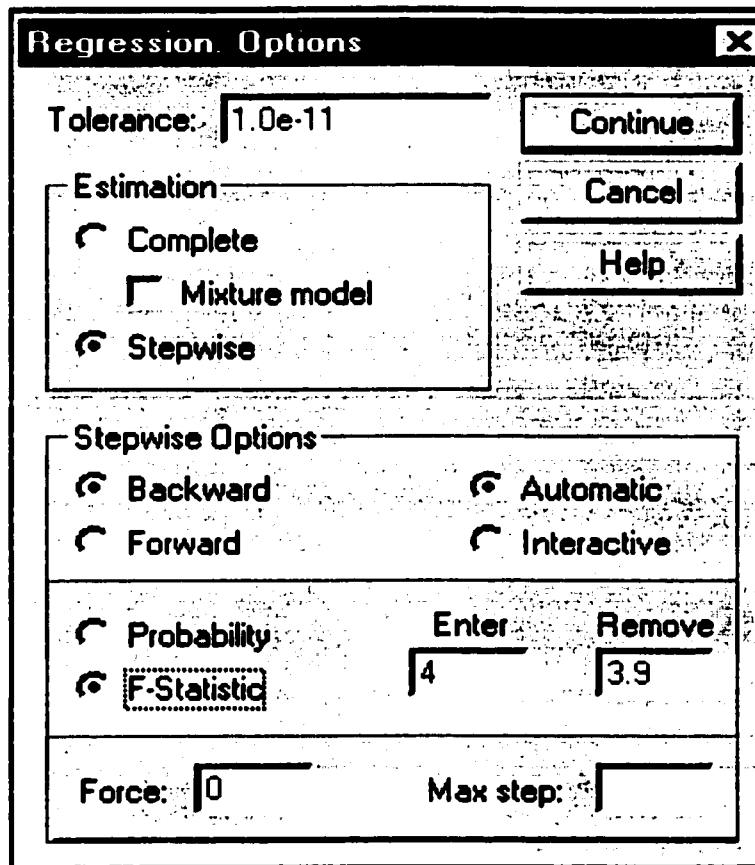 Regression. Options
Tolerance: 1.0e-11
Continue
Estimation
Cancel
Complete
Help
Mixture model
Stepwise
Stepwise Options
Backward
Automatic
Forward
Interactive
Probability
Enter
Remove
F-Statistic
4
3.9
Force: 0
Max step: